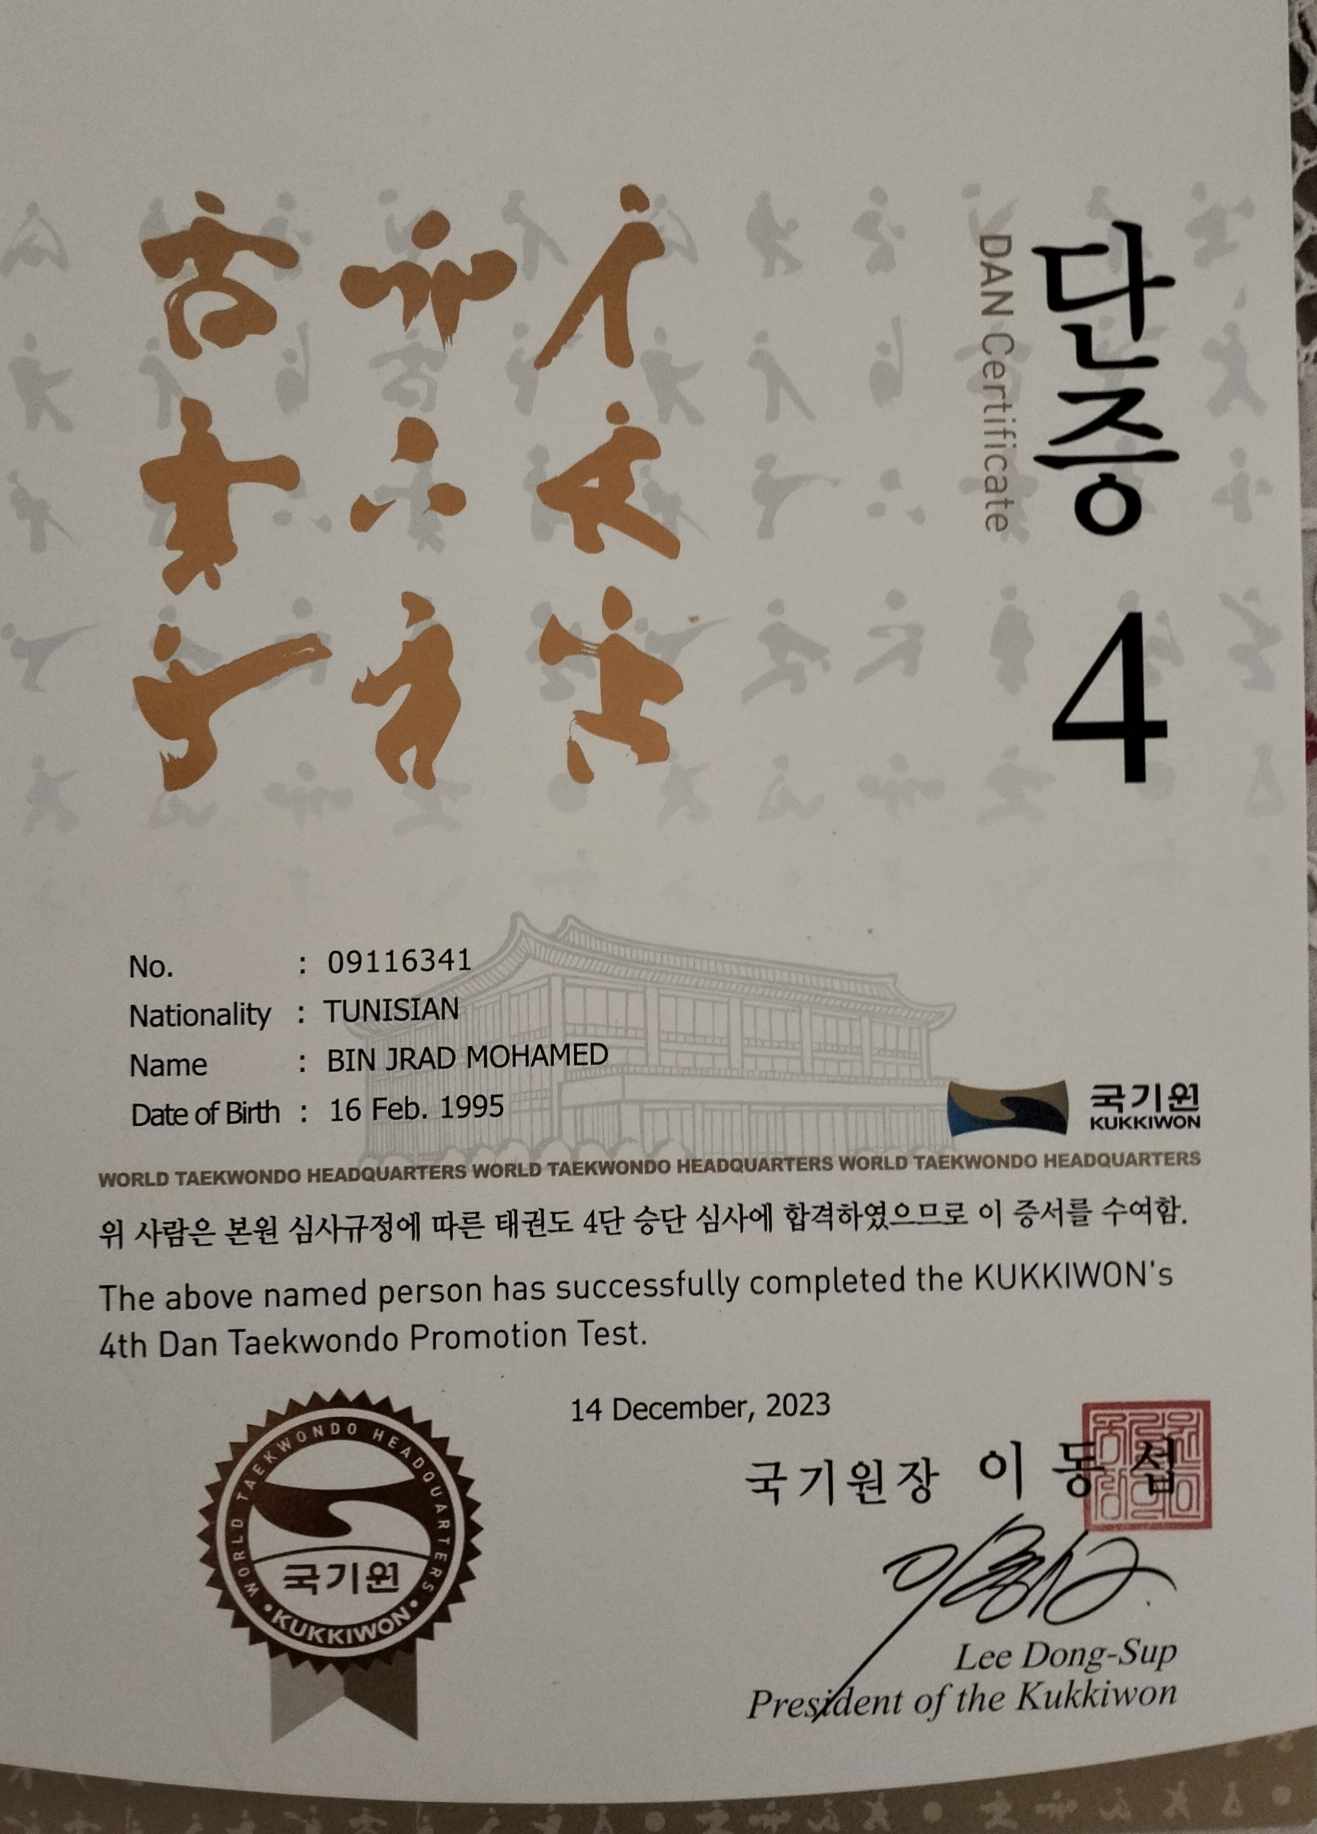 단증
DAN Certificate
4
No. : 09116341
Nationality : TUNISIAN
Name : BIN JRAD MOHAMED
Date of Birth : 16 Feb. 1995
국기원
KUKKIWON
WORLD TAEKWONDO HEADQUARTERS WORLD TAEKWONDO HEADQUARTERS WORLD TAEKWONDO HEADQUARTERS
위 사람은 본원 심사규정에 따른 태권도 4단 승단 심사에 합격하였으므로 이 증서를 수여함.
The above named person has successfully completed the KUKKIWON's
4th Dan Taekwondo Promotion Test.
14 December, 2023
국기원장 이동섭
Lee Dong-Sup
President of the Kukkiwon
WORLD TAEKWONDO HEADQUARTERS
국기원
KUKKIWON